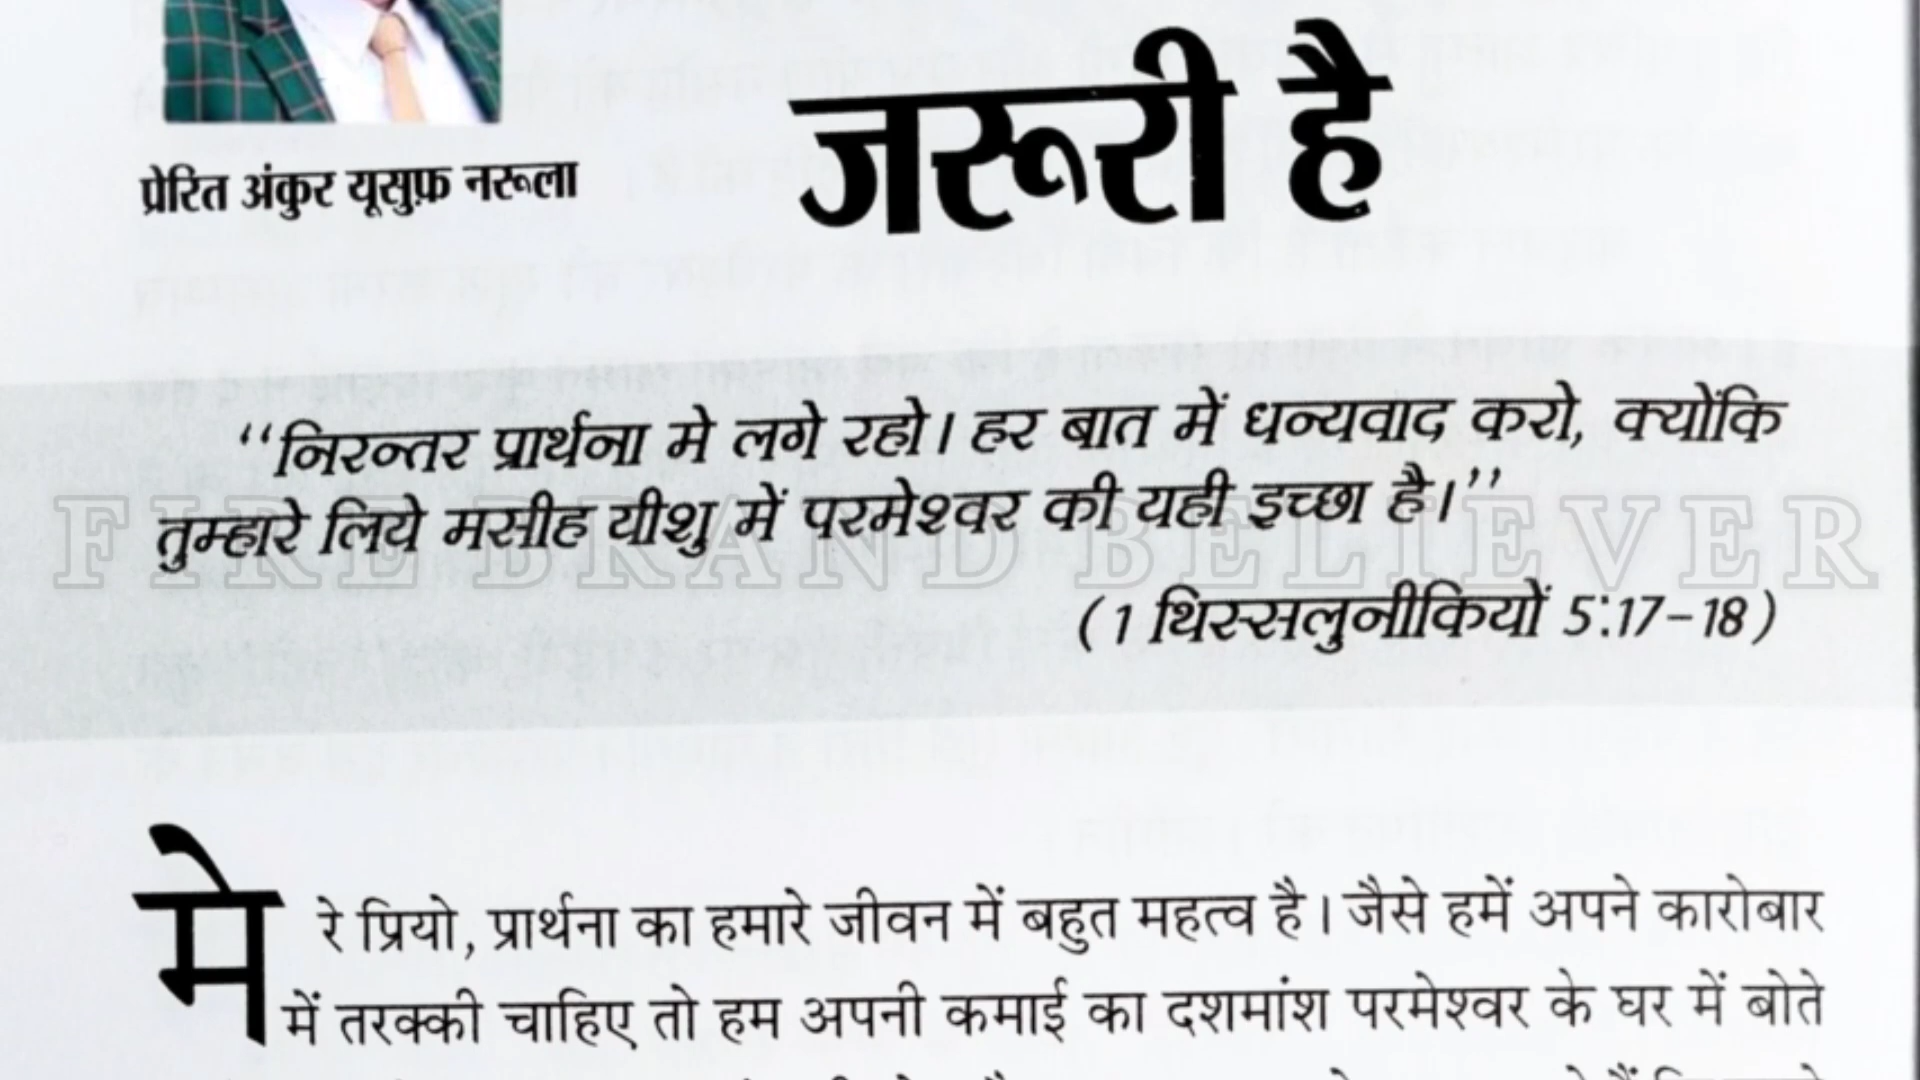 जरूरी है
प्रेरित अंकुर यूसुफ़ नरूला
“निरन्तर प्रार्थना मे लगे रहो। हर बात में धन्यवाद करो, क्योंकि
तुम्हारे लिये मसीह यीशु में परमेश्वर की यही इच्छा है।”
FIRE BRAND BELIEVER
(1 थिस्सलुनीकियों 5:17-18)
मेरे प्रियो, प्रार्थना का हमारे जीवन में बहुत महत्व है। जैसे हमें अपने कारोबार
में तरक्की चाहिए तो हम अपनी कमाई का दशमांश परमेश्वर के घर में बोते